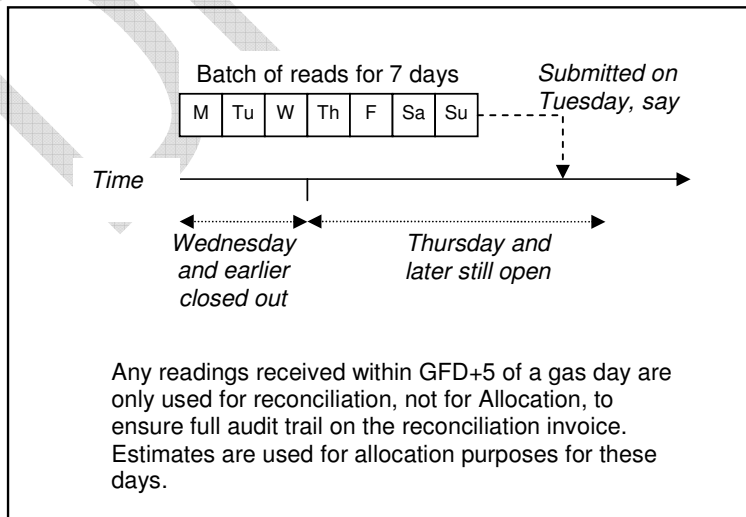 Batch of reads for 7 days
Submitted on
Tuesday, say
M Tu W Th F Sa Su
Time
Wednesday
and earlier
closed out
Thursday and
later still open
Any readings received within GFD+5 of a gas day are
only used for reconciliation, not for Allocation, to
ensure full audit trail on the reconciliation invoice.
Estimates are used for allocation purposes for these
days.